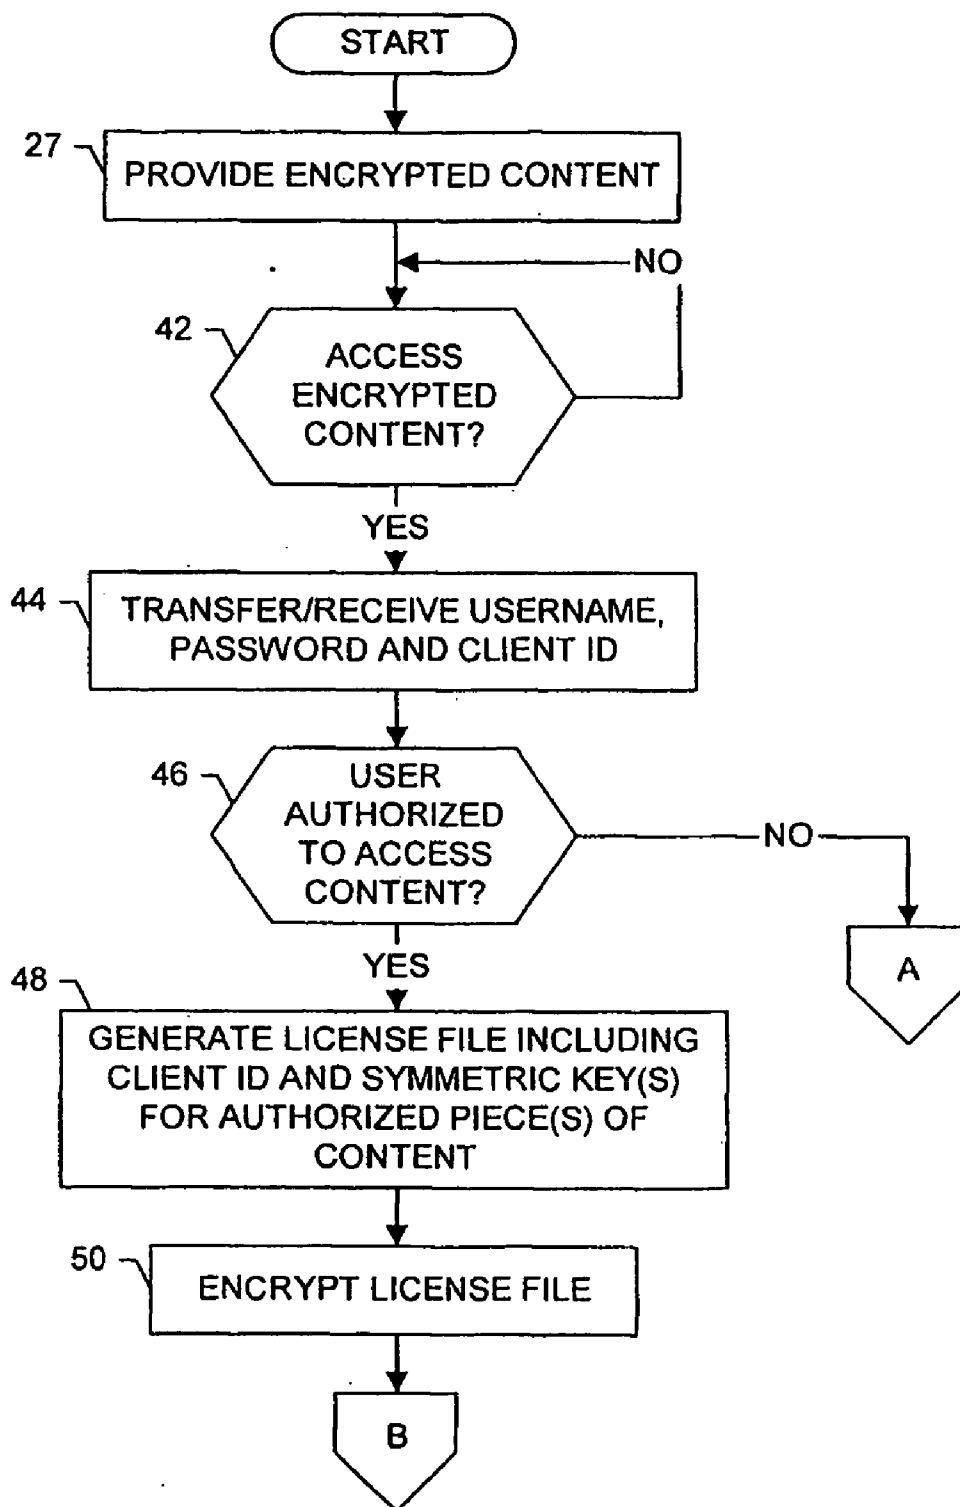 START
27
PROVIDE ENCRYPTED CONTENT
NO
42
ACCESS
ENCRYPTED
CONTENT?
YES
44
TRANSFER/RECEIVE USERNAME,
PASSWORD AND CLIENT ID
46
USER
AUTHORIZED
TO ACCESS
CONTENT?
NO
A
YES
48
GENERATE LICENSE FILE INCLUDING
CLIENT ID AND SYMMETRIC KEY(S)
FOR AUTHORIZED PIECE(S) OF
CONTENT
50
ENCRYPT LICENSE FILE
B